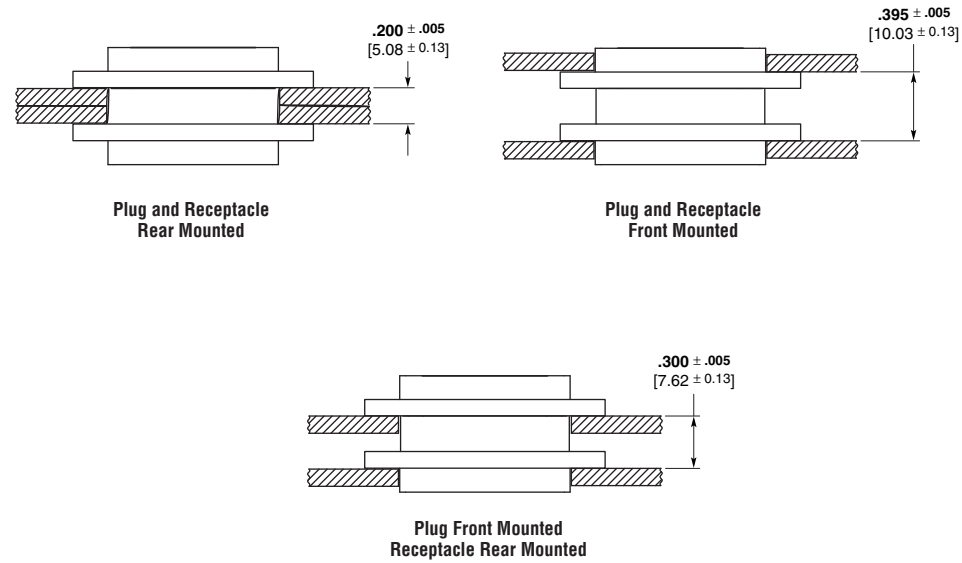 .200 ± .005
[5.08 ± 0.13]
Plug and Receptacle
Rear Mounted
.395 ± .005
[10.03 ± 0.13]
Plug and Receptacle
Front Mounted
.300 ± .005
[7.62 ± 0.13]
Plug Front Mounted
Receptacle Rear Mounted